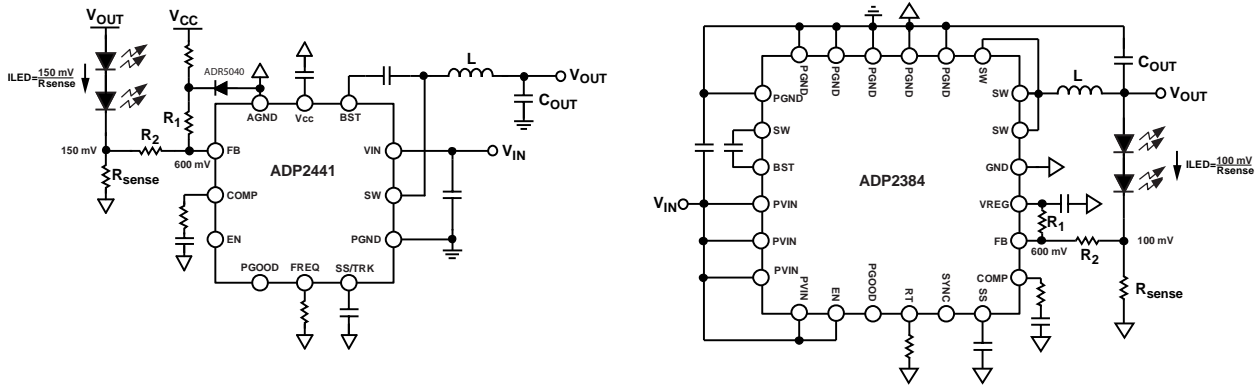 VOUT
VCC
ILED=150 mV
Rsense
ADR5040
L
VOUT
COUT
R1
AGND
Vcc
BST
150 mV
R2
600 mV
FB
VIN
VIN
ADP2441
Rsense
COMP
SW
EN
PGND
PGOOD
FREQ
SS/TRK
PGND
PGND
PGND
PGND
PGND
SW
COUT
PGND
SW
L
VOUT
SW
SW
BST
ADP2384
GND
ILED=100 mV
Rsense
VIN
PVIN
VREG
R1
PVIN
FB
600 mV
R2
100 mV
PVIN
COMP
PVIN
EN
PGOOD
RT
SYNC
SS
Rsense